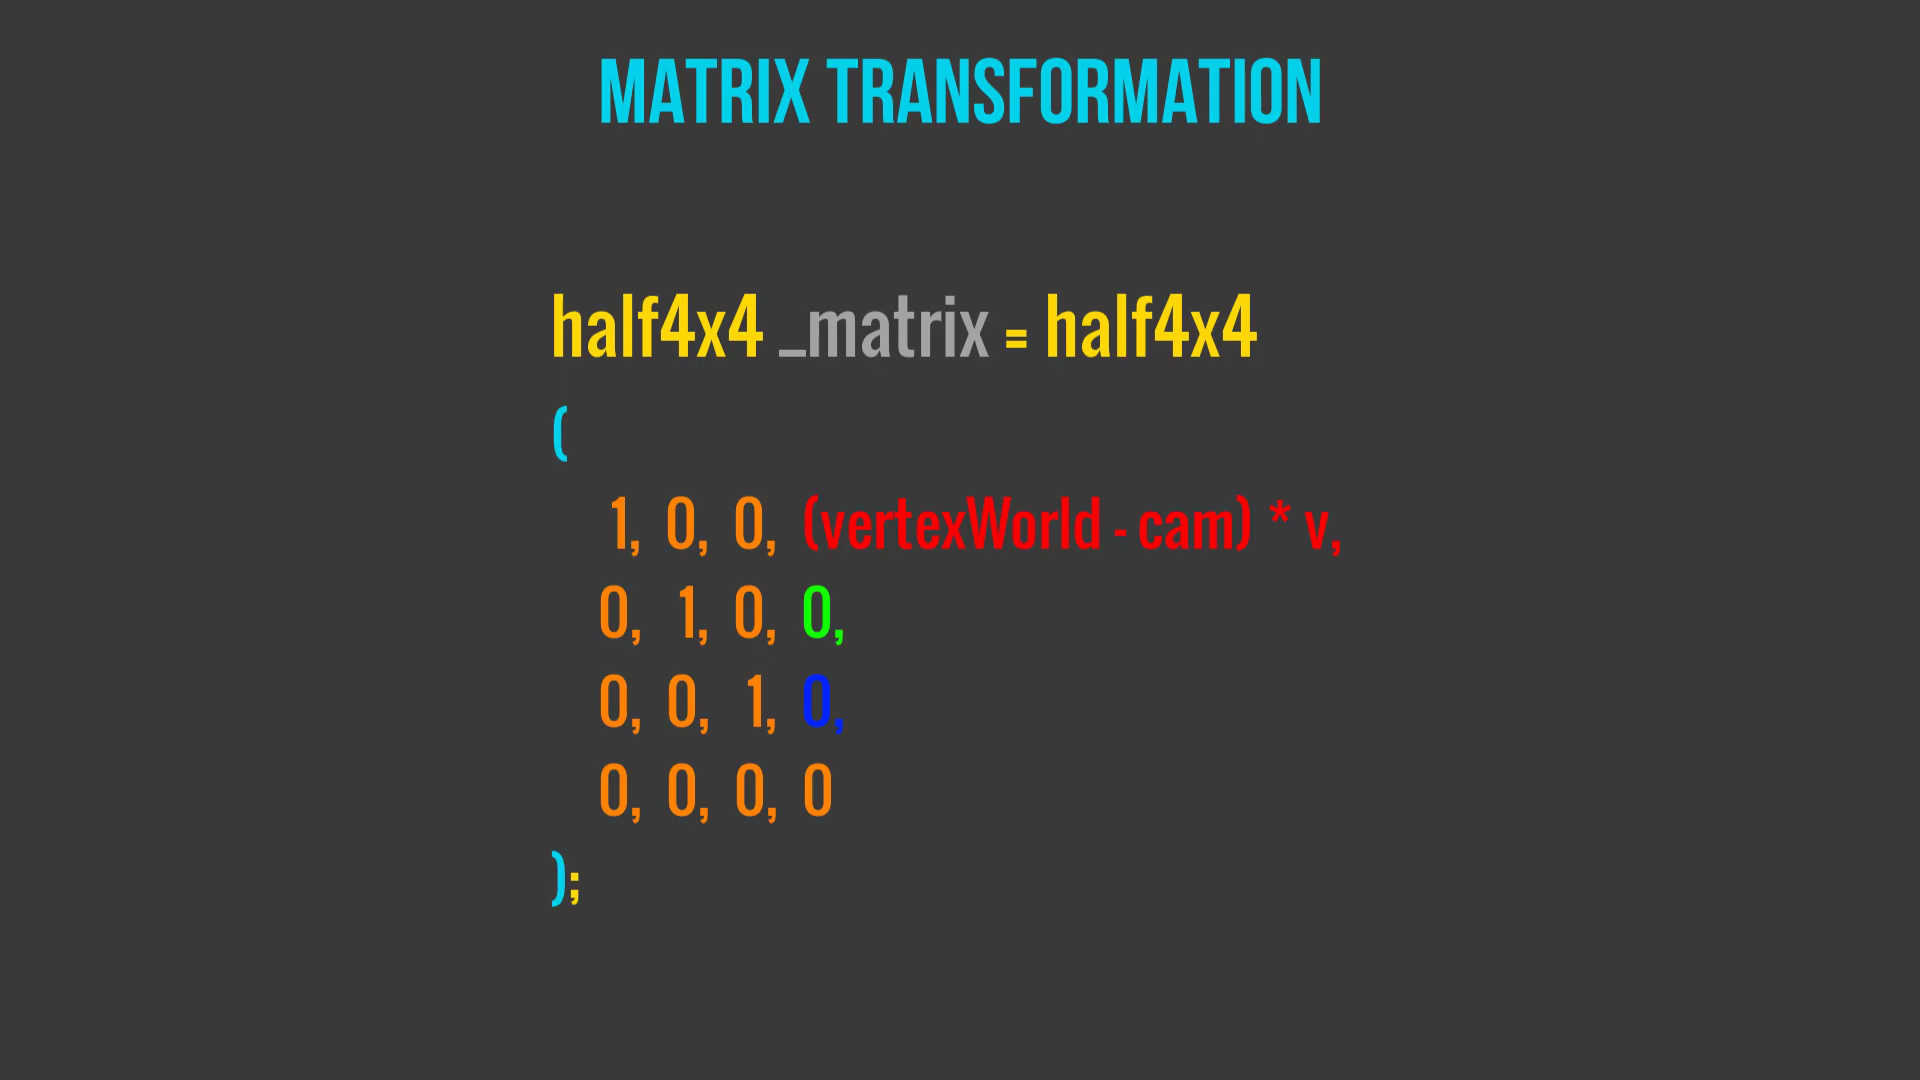 MATRIX TRANSFORMATION
half4x4 _matrix = half4x4
(
1, 0, 0, (vertexWorld - cam) * v,
0, 1, 0, 0,
0, 0, 1, 0,
0, 0, 0, 0
);